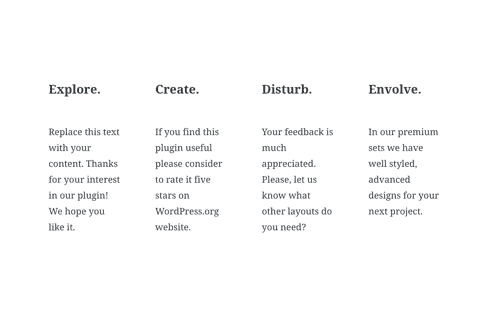 Explore.
Replace this text
with your
content. Thanks
for your interest
in our plugin!
We hope you
like it.
Create.
If you find this
plugin useful
please consider
to rate it five
stars on
WordPress.org
website.
Disturb.
Your feedback is
much
appreciated.
Please, let us
know what
other layouts do
you need?
Envolve.
In our premium
sets we have
well styled,
advanced
designs for your
next project.